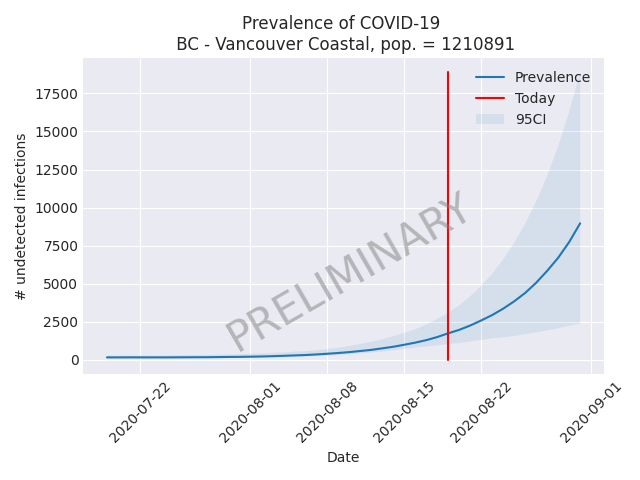 Prevalence of COVID-19
BC - Vancouver Coastal, pop. = 1210891
Prevalence
Today
95CI
# undetected infections
17500
15000
12500
10000
7500
5000
2500
0
PRELIMINARY
2020-07-22
2020-08-01
2020-08-08
2020-08-15
2020-08-22
2020-09-01
Date